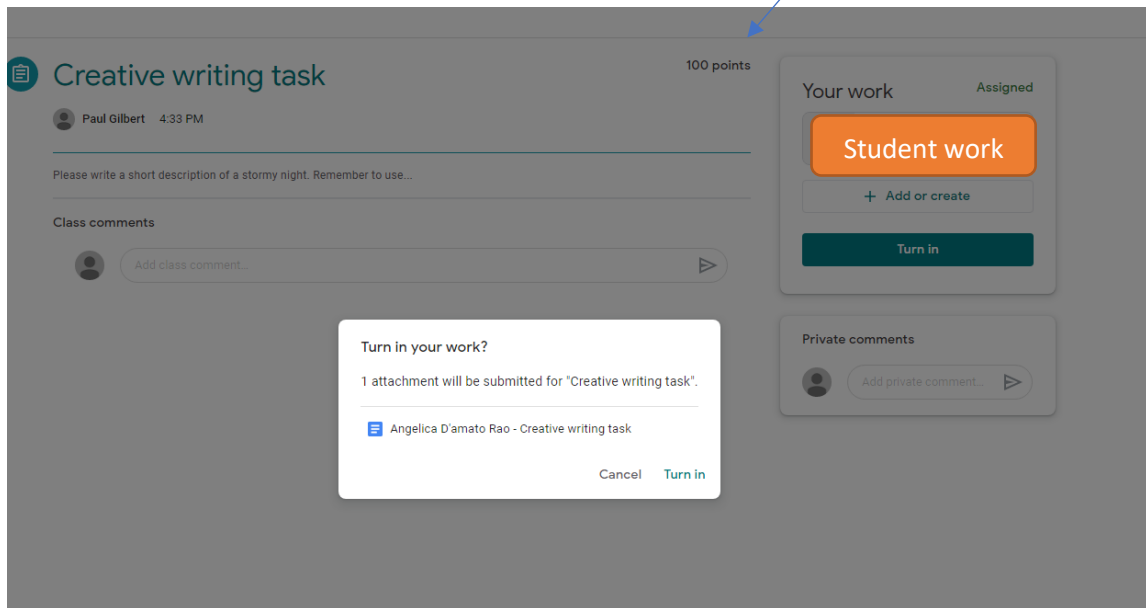 Creative writing task
100 points
Paul Gilbert 4:33 PM
Please write a short description of a stormy night. Remember to use...
Class comments
Add class comment...
Your work
Assigned
Student work
+ Add or create
Turn in
Private comments
Add private comment...
Turn in your work?
1 attachment will be submitted for "Creative writing task".
Angelica D'amato Rao - Creative writing task
Cancel Turn in